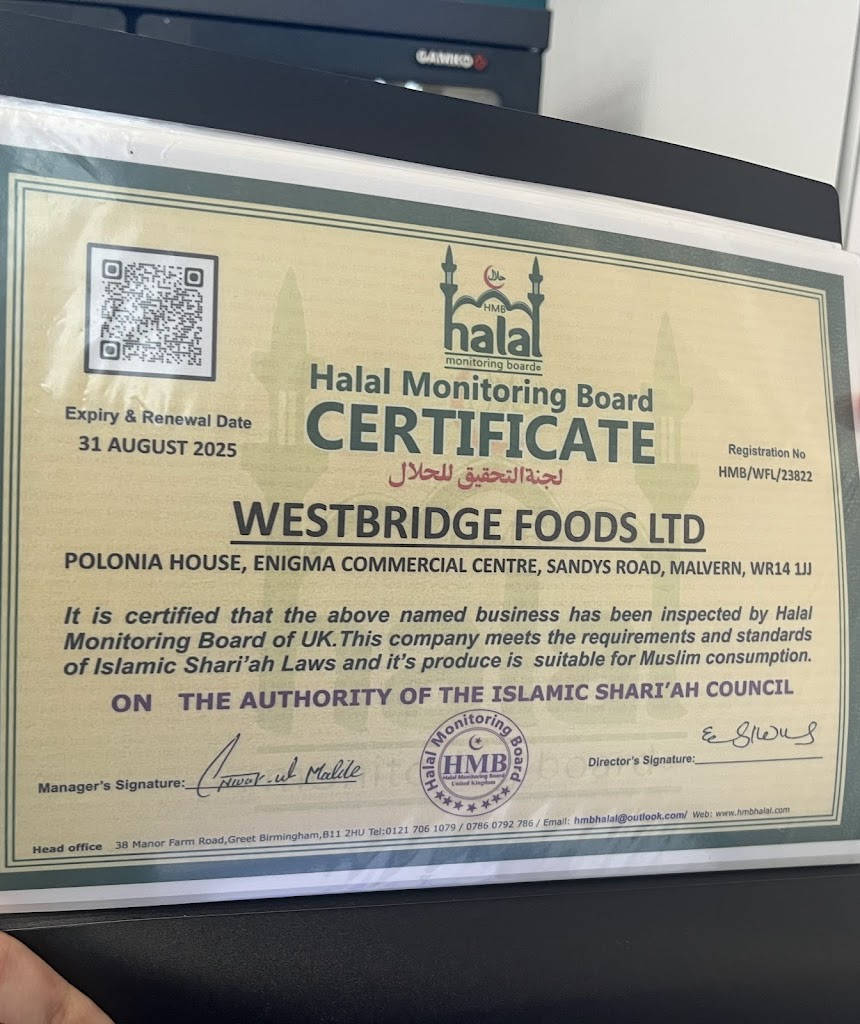 GAMKO
حلال
HMB
halal
monitoring boarde
Halal Monitoring Board
CERTIFICATE
لجنة التحقيق للحلال
Expiry & Renewal Date
31 AUGUST 2025
Registration No
HMB/WFL/23822
WESTBRIDGE FOODS LTD
POLONIA HOUSE, ENIGMA COMMERCIAL CENTRE, SANDYS ROAD, MALVERN, WR14 1JJ
It is certified that the above named business has been inspected by Halal
Monitoring Board of UK.This company meets the requirements and standards
of Islamic Shari'ah Laws and it's produce is suitable for Muslim consumption.
ON THE AUTHORITY OF THE ISLAMIC SHARI'AH COUNCIL
Manager's Signature:
Halal Monitoring Board
HMB
Halal Monitoring Board
United Kingdom
Director's Signature:
Head office 38 Manor Farm Road,Greet Birmingham,B11 2HU Tel:0121 706 1079 / 0786 0792 786 / Email: hmbhalal@outlook.com/ Web: www.hmbhalal.com